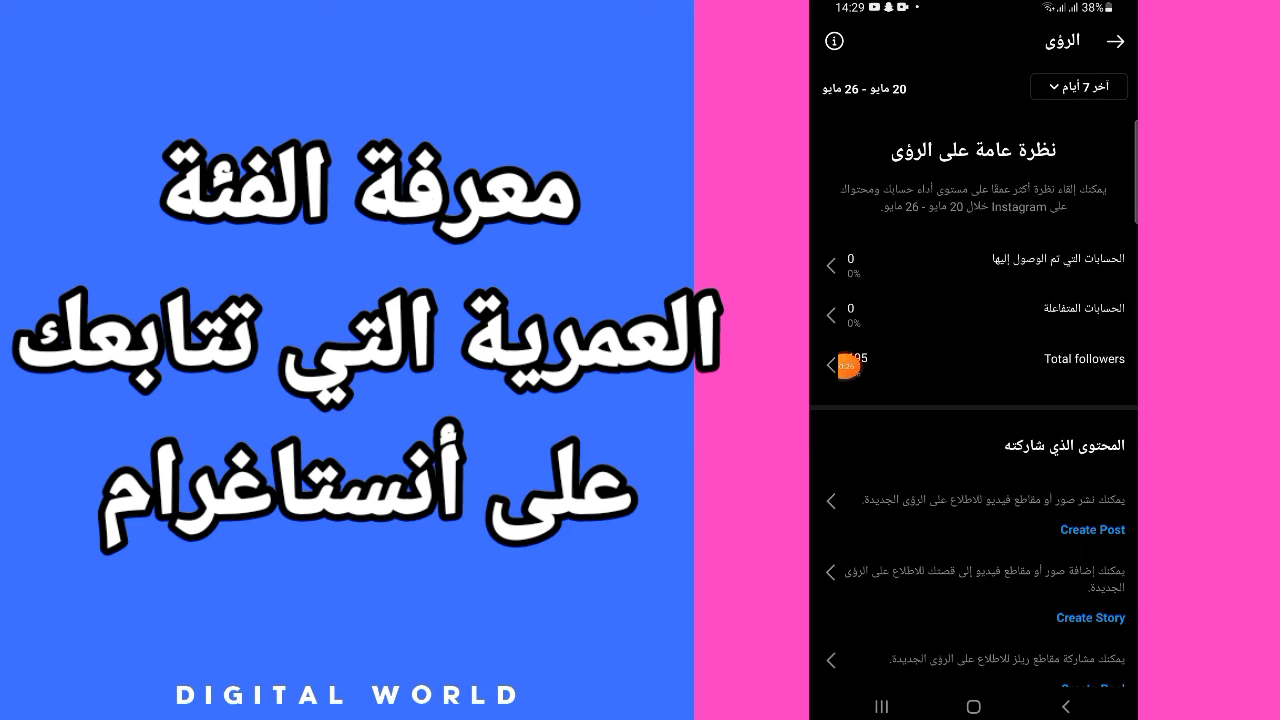 معرفة الفئة
العمرية التي تتابعك
على أنستاغرام
DIGITAL WORLD
14:29
38%
الرؤى
آخر 7 أيام
20 مايو - 26 مايو
نظرة عامة على الرؤى
يمكنك إلقاء نظرة أكثر عمقًا على مستوى أداء حسابك ومحتواك
على Instagram خلال 20 مايو - 26 مايو.
الحسابات التي تم الوصول إليها
0
0%
الحسابات المتفاعلة
0
0%
Total followers
0:26
المحتوى الذي شاركته
يمكنك نشر صور أو مقاطع فيديو للاطلاع على الرؤى الجديدة.
Create Post
يمكنك إضافة صور أو مقاطع فيديو إلى قصتك للاطلاع على الرؤى
الجديدة.
Create Story
يمكنك مشاركة مقاطع ريلز للاطلاع على الرؤى الجديدة.